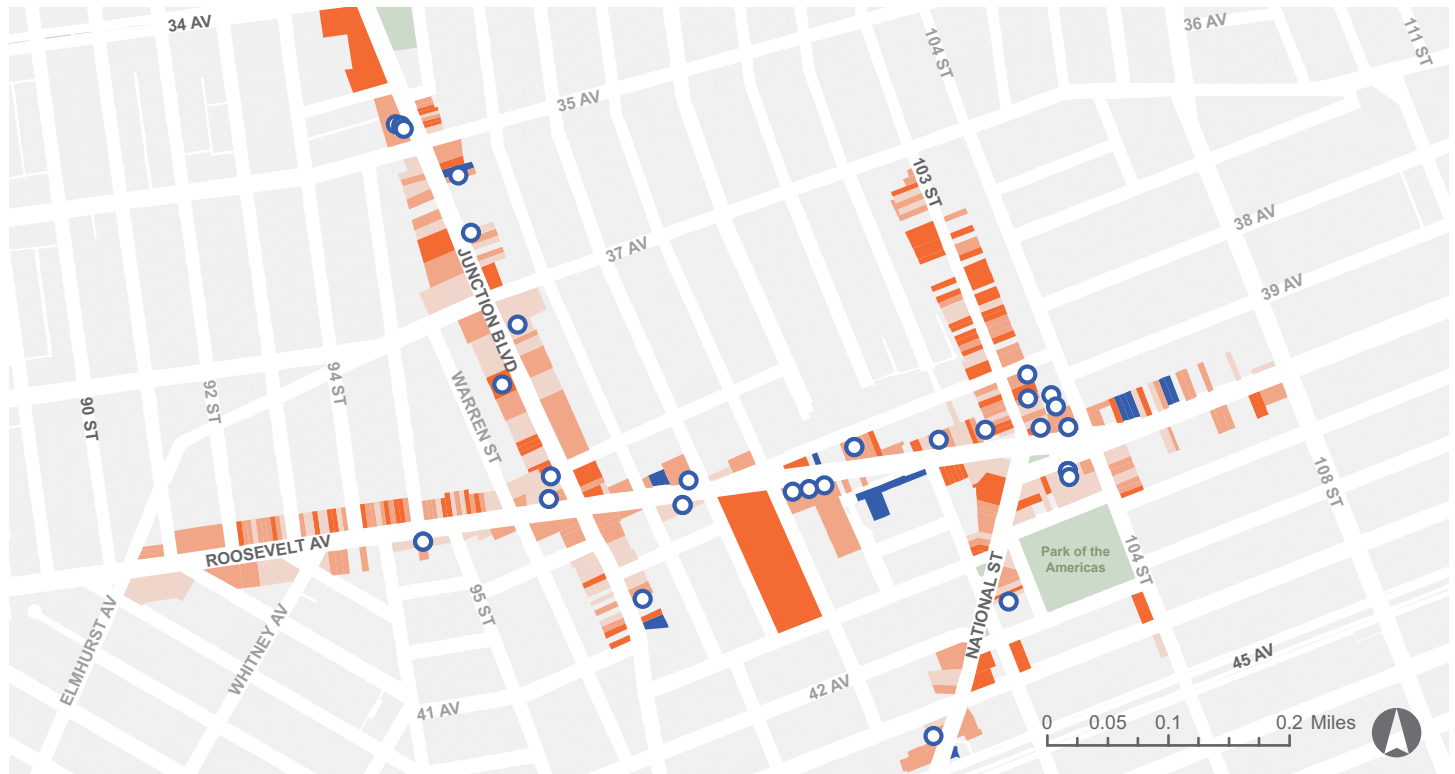 34 AV
36 AV
111 ST
104 ST
35 AV
103 ST
38 AV
37 AV
JUNCTION BLVD
39 AV
94 ST
92 ST
90 ST
WARREN ST
108 ST
ROOSEVELT AV
Park of the
Americas
104 ST
95 ST
NATIONAL ST
ELMHURST AV
WHITNEY AV
45 AV
42 AV
41 AV
0 0.05 0.1 0.2 Miles